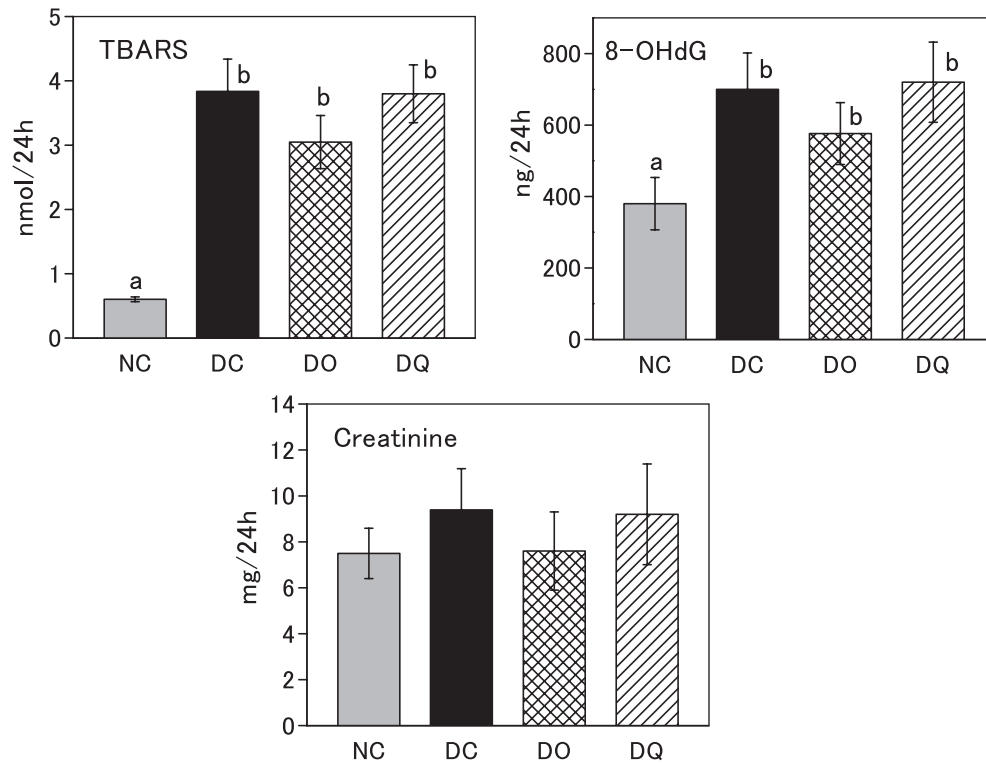 TBARS
nmol/24h
5
4
3
2
1
0
a
b
b
b
NC DC DO DQ
8-OHdG
ng/24h
800
600
400
200
0
a
b
b
b
NC DC DO DQ
Creatinine
mg/24h
14
12
10
8
6
4
2
0
NC DC DO DQ